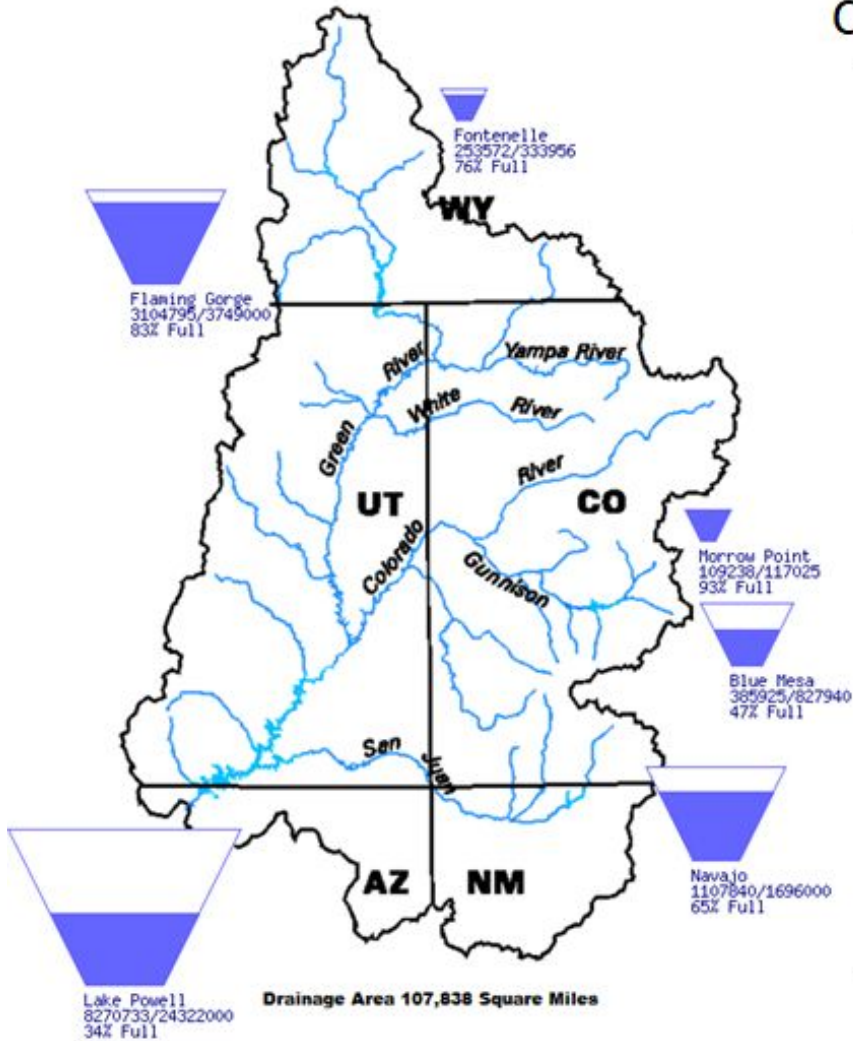 C
Fontenelle
253572/333956
76% Full
WY
Flaming Gorge
3104795/3749000
83% Full
Yampa River
River
White River
Green
River
UT
CO
Colorado
Gunnison
Morrow Point
109238/117025
93% Full
Blue Mesa
385925/827940
47% Full
San Juan
Navajo
1107840/1696000
65% Full
AZ
NM
Lake Powell
8270733/24322000
34% Full
Drainage Area 107,838 Square Miles